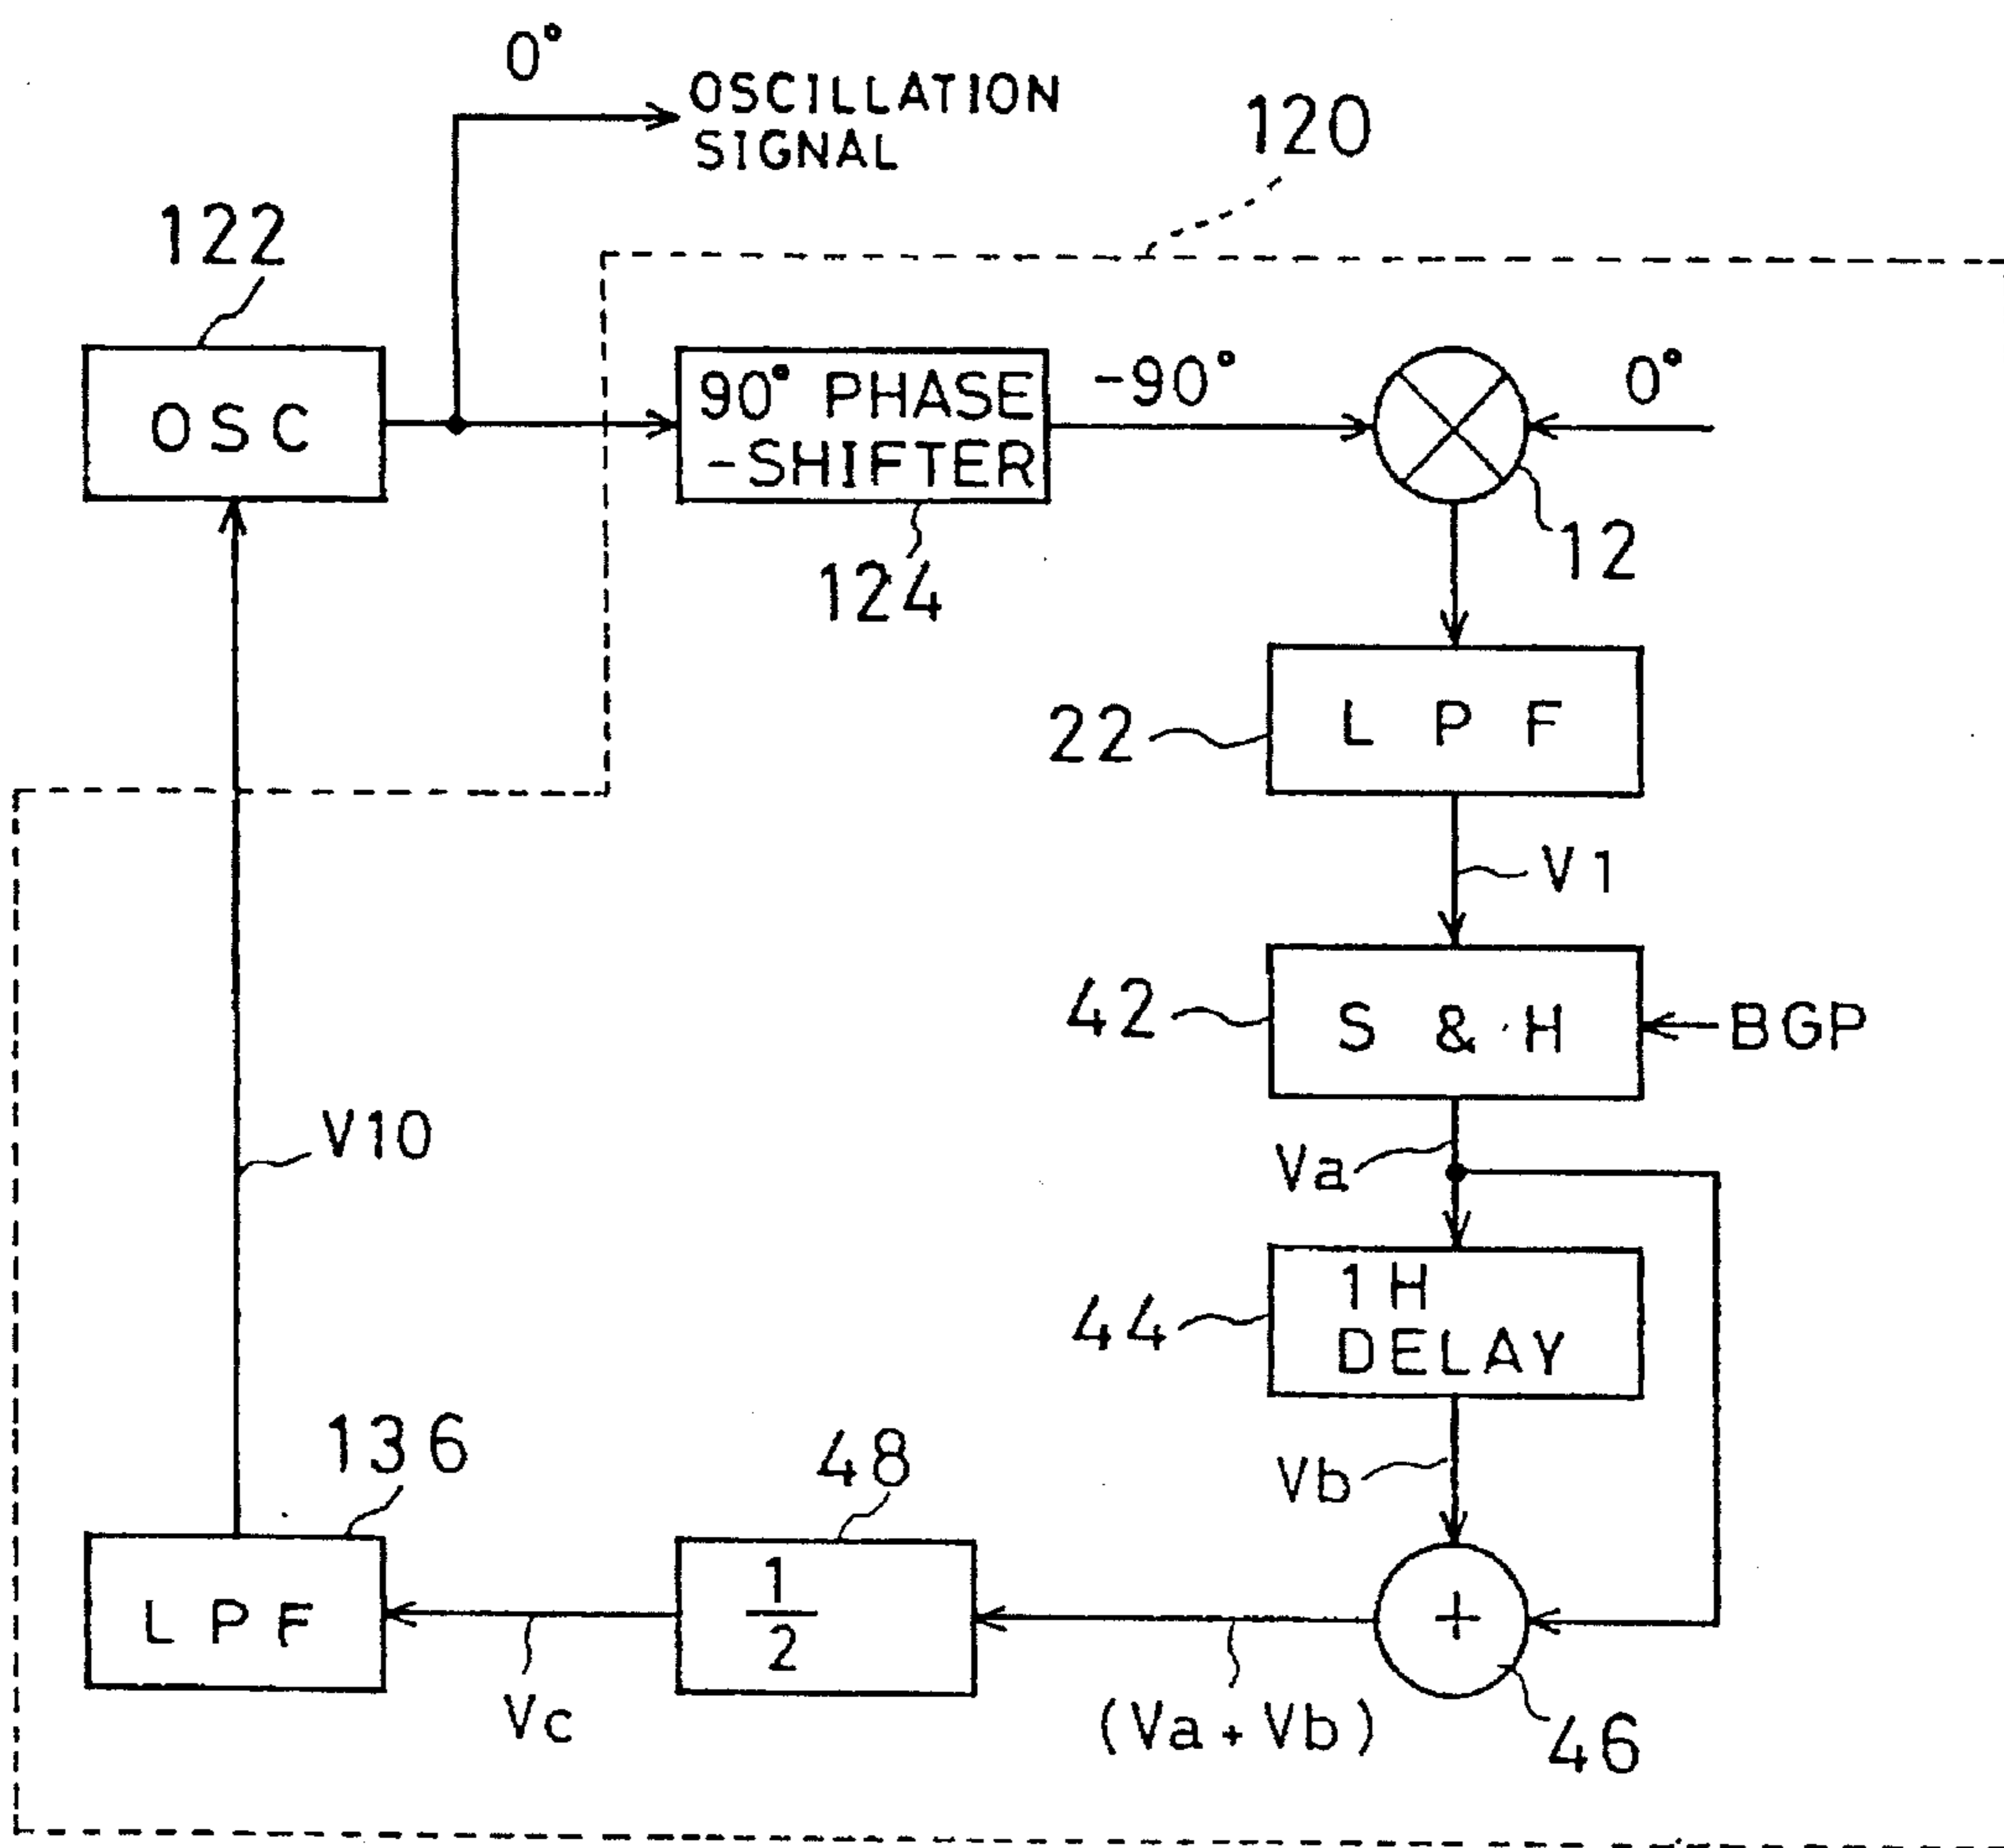 0°
OSCILLATION
SIGNAL
120
122
OSC
90° PHASE
-SHIFTER
-90°
0°
124
12
22
LPF
V1
42
S & H
BGP
Va
V10
44
1H
DELAY
Vb
136
48
LPF
1
2
+
Vc
(Va+Vb)
46